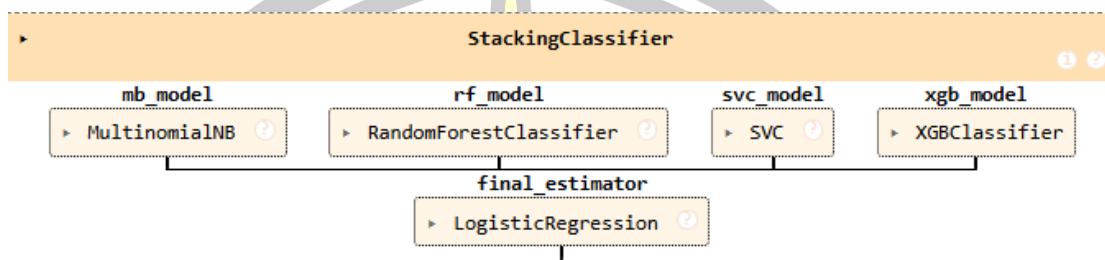 StackingClassifier
i ?
mb_model rf_model svc_model xgb_model
MultinomialNB ? RandomForestClassifier ? SVC ? XGBClassifier
final_estimator
LogisticRegression ?